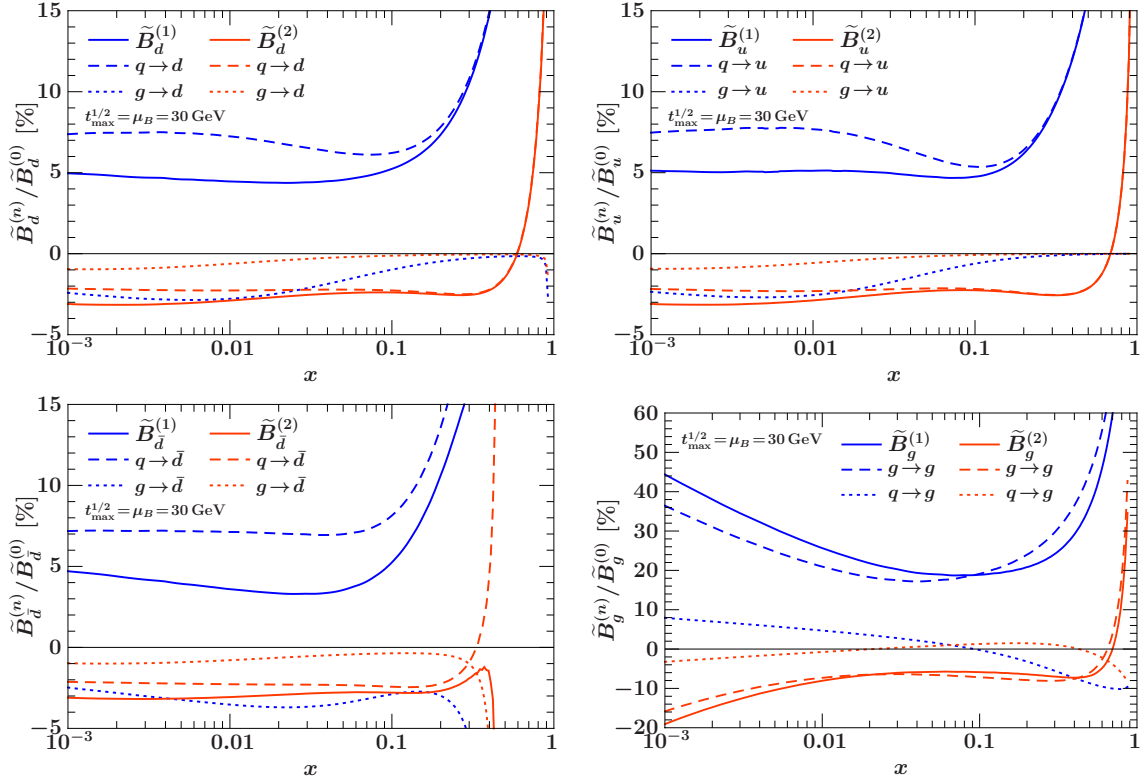 15
10
5
0
−5
B̃_d^(n)/B̃_d^(0) [%]
B̃_d^(1) B̃_d^(2)
q→d q→d
g→d g→d
t_max^1/2 = μ_B = 30 GeV
10^−3 0.01 0.1 1
x
15
10
5
0
−5
B̃_u^(n)/B̃_u^(0) [%]
B̃_u^(1) B̃_u^(2)
q→u q→u
g→u g→u
t_max^1/2 = μ_B = 30 GeV
10^−3 0.01 0.1 1
x
15
10
5
0
−5
B̃_d̄^(n)/B̃_d̄^(0) [%]
B̃_d̄^(1) B̃_d̄^(2)
q→d̄ q→d̄
g→d̄ g→d̄
t_max^1/2 = μ_B = 30 GeV
10^−3 0.01 0.1 1
x
60
50
40
30
20
10
0
−10
−20
B̃_g^(n)/B̃_g^(0) [%]
t_max^1/2 = μ_B = 30 GeV
B̃_g^(1) B̃_g^(2)
g→g g→g
q→g q→g
10^−3 0.01 0.1 1
x